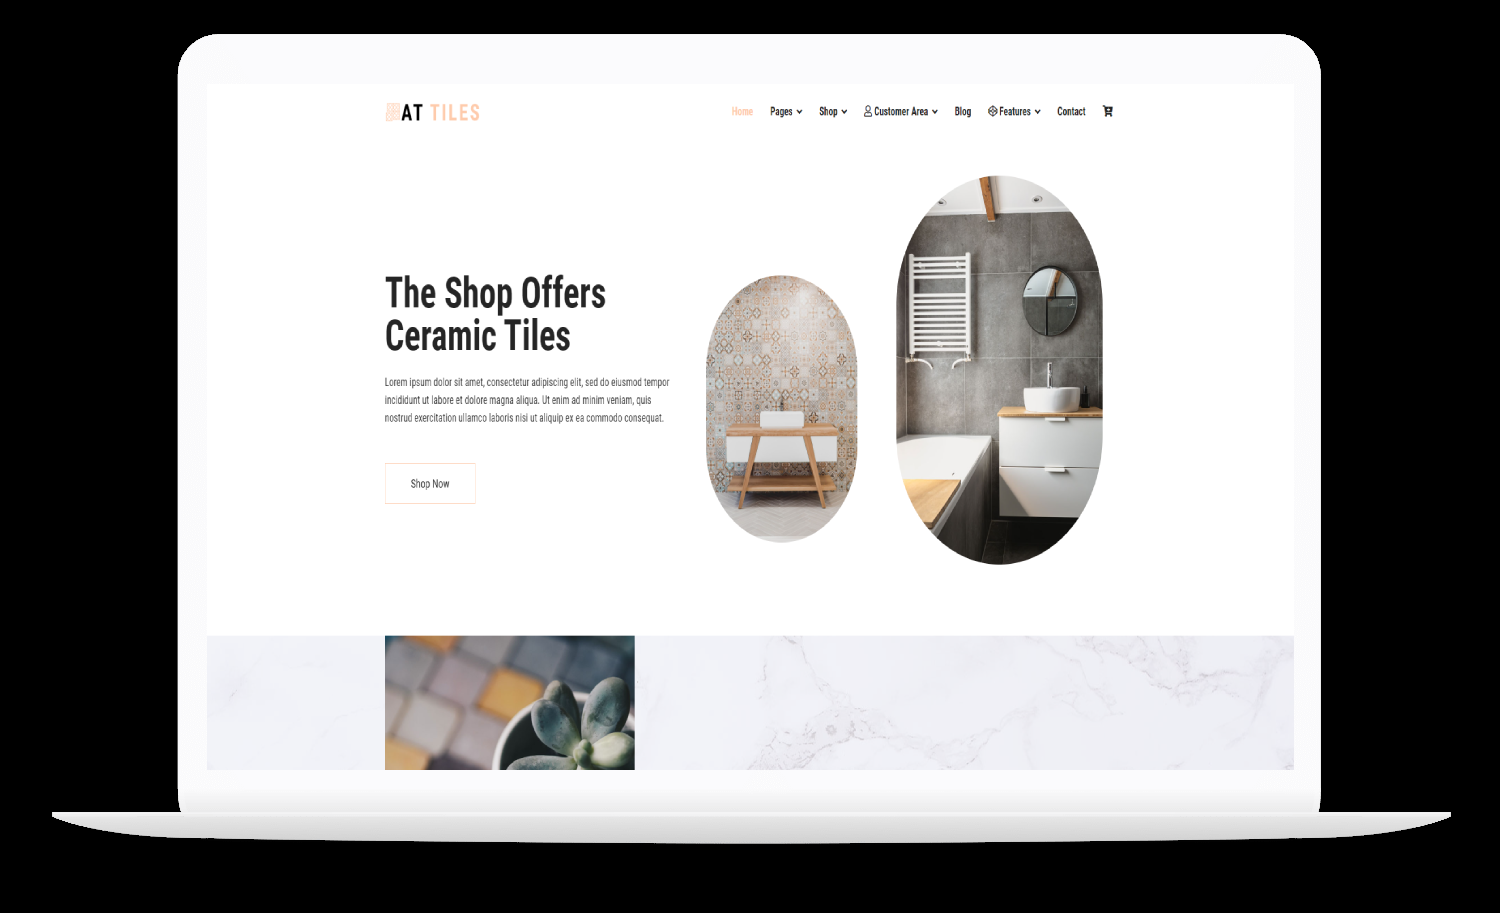 AT TILES
Home Pages Shop Customer Area Blog Features Contact
The Shop Offers
Ceramic Tiles
Lorem ipsum dolor sit amet, consectetur adipiscing elit, sed do eiusmod tempor
incididunt ut labore et dolore magna aliqua. Ut enim ad minim veniam, quis
nostrud exercitation ullamco laboris nisi ut aliquip ex ea commodo consequat.
Shop Now